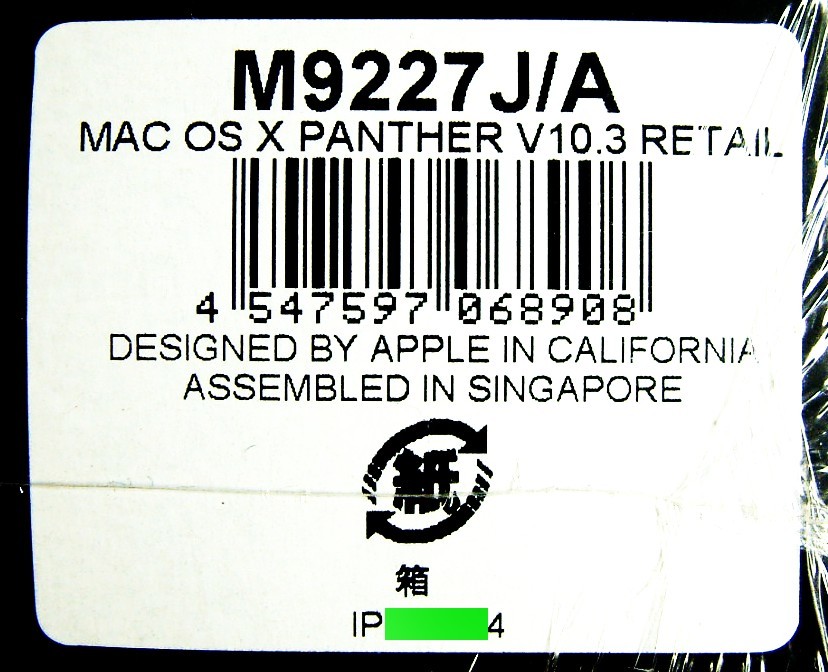 M9227J/A
MAC OS X PANTHER V10.3 RETAIL
4 547597 068908
DESIGNED BY APPLE IN CALIFORNIA
ASSEMBLED IN SINGAPORE
紙
箱
IP 4